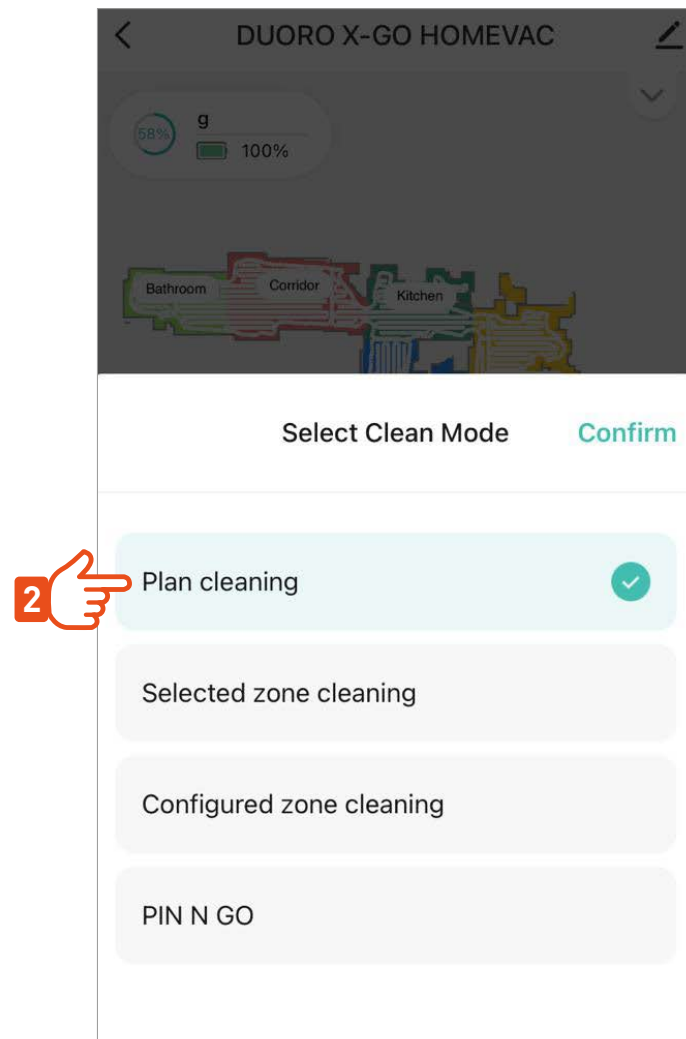 DUORO X-GO HOMEVAC
58%
g
100%
Bathroom
Corridor
Kitchen
Select Clean Mode
Confirm
2
Plan cleaning
Selected zone cleaning
Configured zone cleaning
PIN N GO